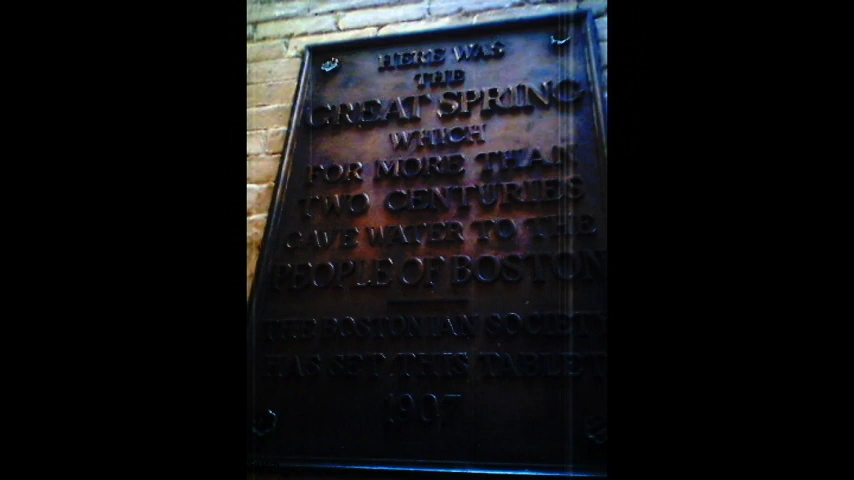 HERE WAS
THE
GREAT SPRING
WHICH
FOR MORE THAN
TWO CENTURIES
GAVE WATER TO THE
PEOPLE OF BOSTON
THE BOSTONIAN SOCIETY
HAS SET THIS TABLET
1907